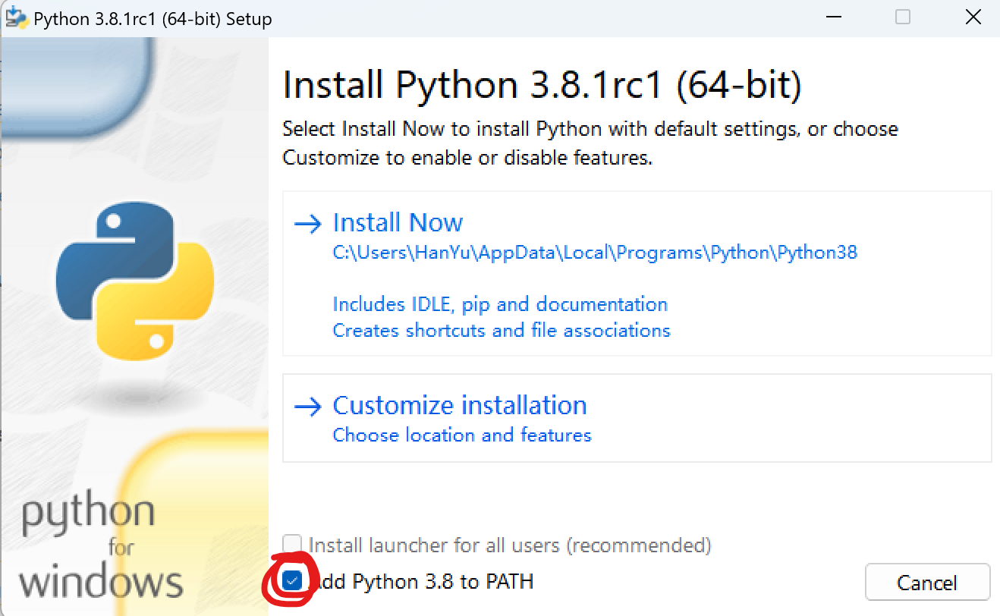 Python 3.8.1rc1 (64-bit) Setup
Install Python 3.8.1rc1 (64-bit)
Select Install Now to install Python with default settings, or choose
Customize to enable or disable features.
Install Now
C:\Users\HanYu\AppData\Local\Programs\Python\Python38
Includes IDLE, pip and documentation
Creates shortcuts and file associations
Customize installation
Choose location and features
Install launcher for all users (recommended)
Add Python 3.8 to PATH
Cancel
python
for
windows